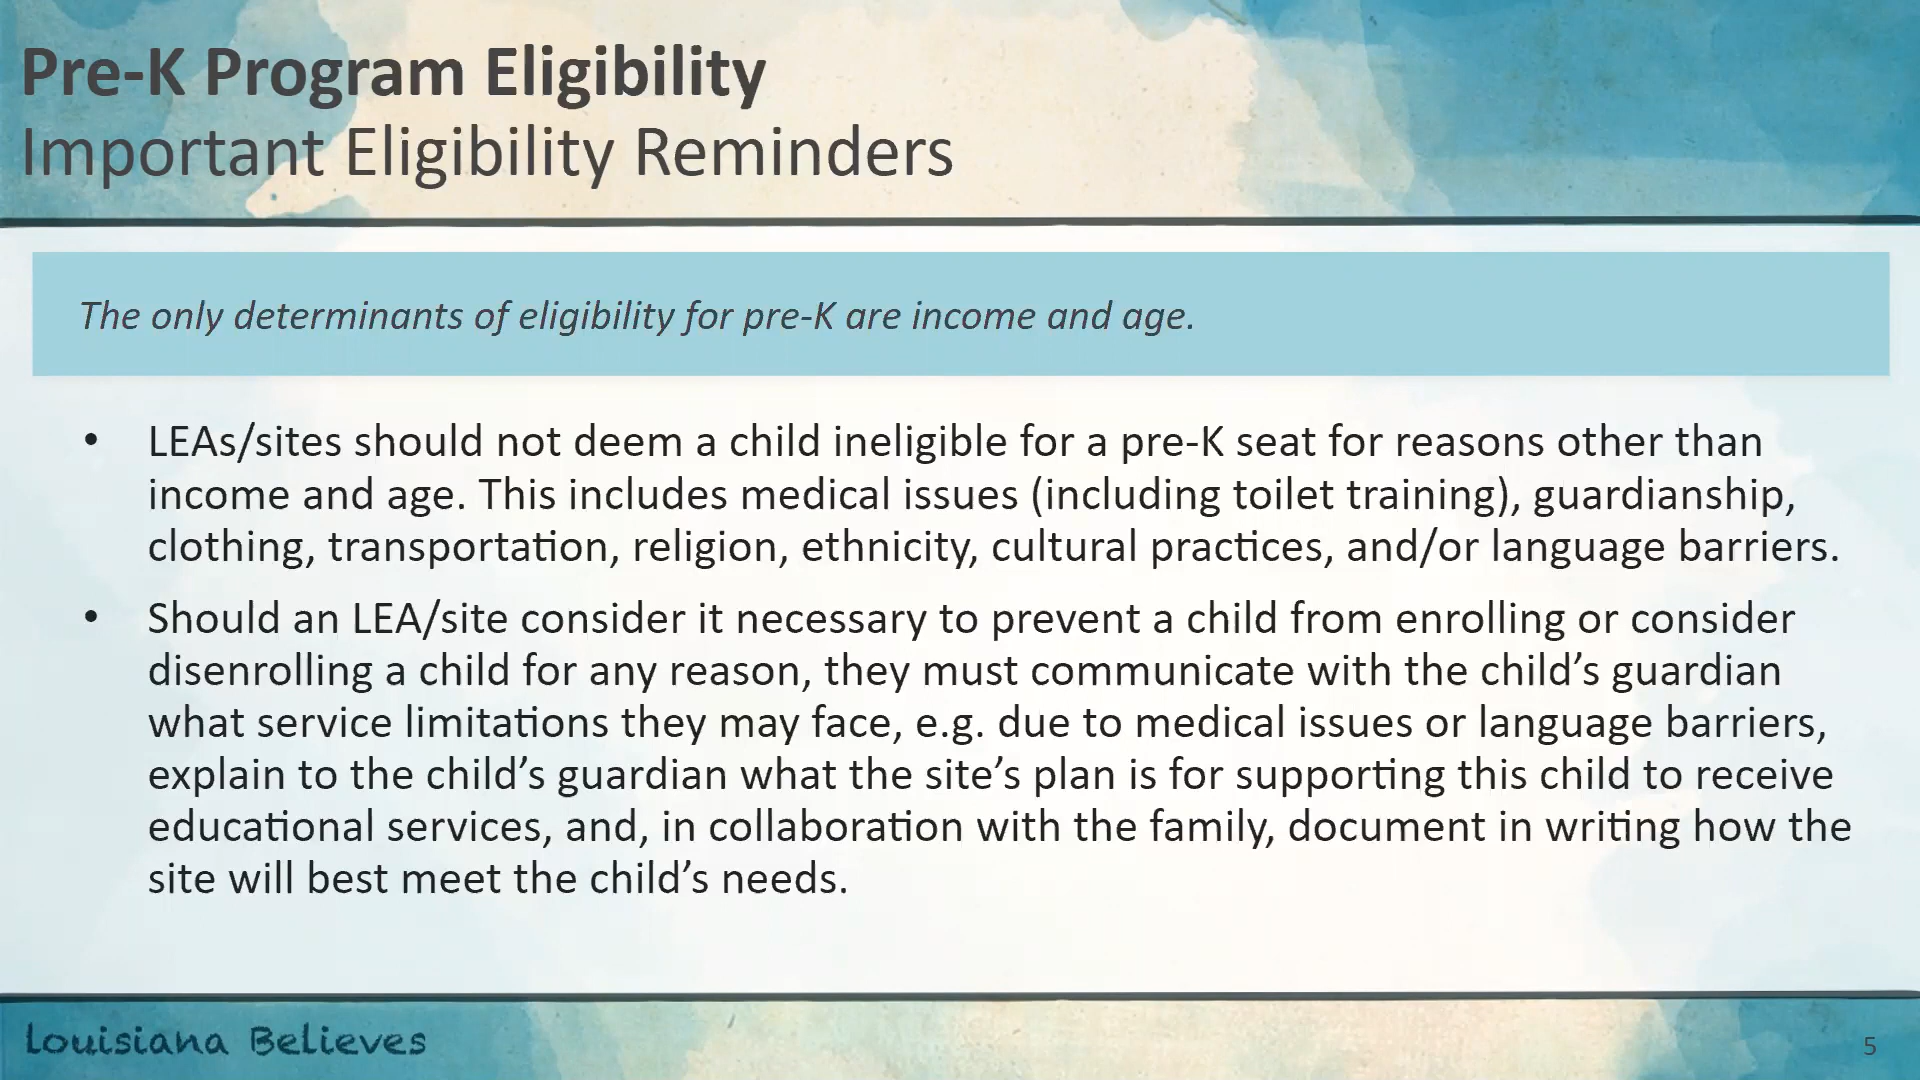 Pre-K Program Eligibility
Important Eligibility Reminders
The only determinants of eligibility for pre-K are income and age.
• LEAs/sites should not deem a child ineligible for a pre-K seat for reasons other than
income and age. This includes medical issues (including toilet training), guardianship,
clothing, transportation, religion, ethnicity, cultural practices, and/or language barriers.
• Should an LEA/site consider it necessary to prevent a child from enrolling or consider
disenrolling a child for any reason, they must communicate with the child’s guardian
what service limitations they may face, e.g. due to medical issues or language barriers,
explain to the child’s guardian what the site’s plan is for supporting this child to receive
educational services, and, in collaboration with the family, document in writing how the
site will best meet the child’s needs.
Louisiana Believes
5